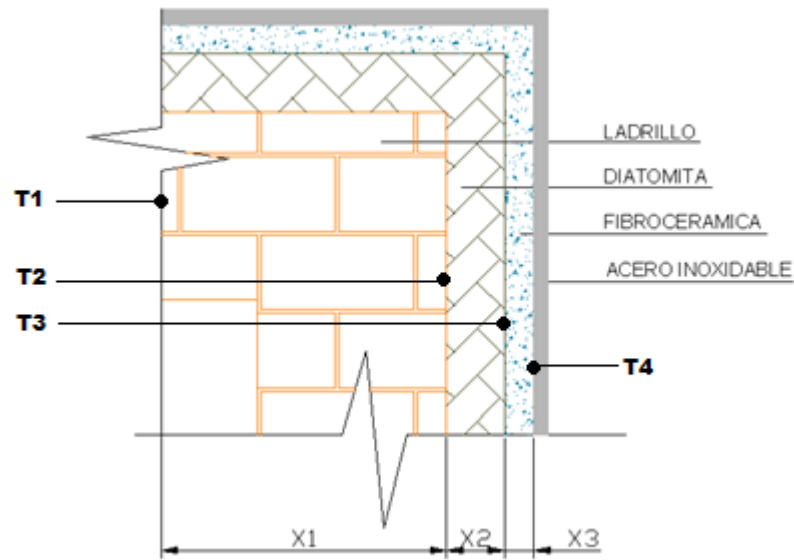 LADRILLO
DIATOMITA
T1
FIBROCERAMICA
T2
ACERO INOXIDABLE
T3
T4
X1
X2
X3